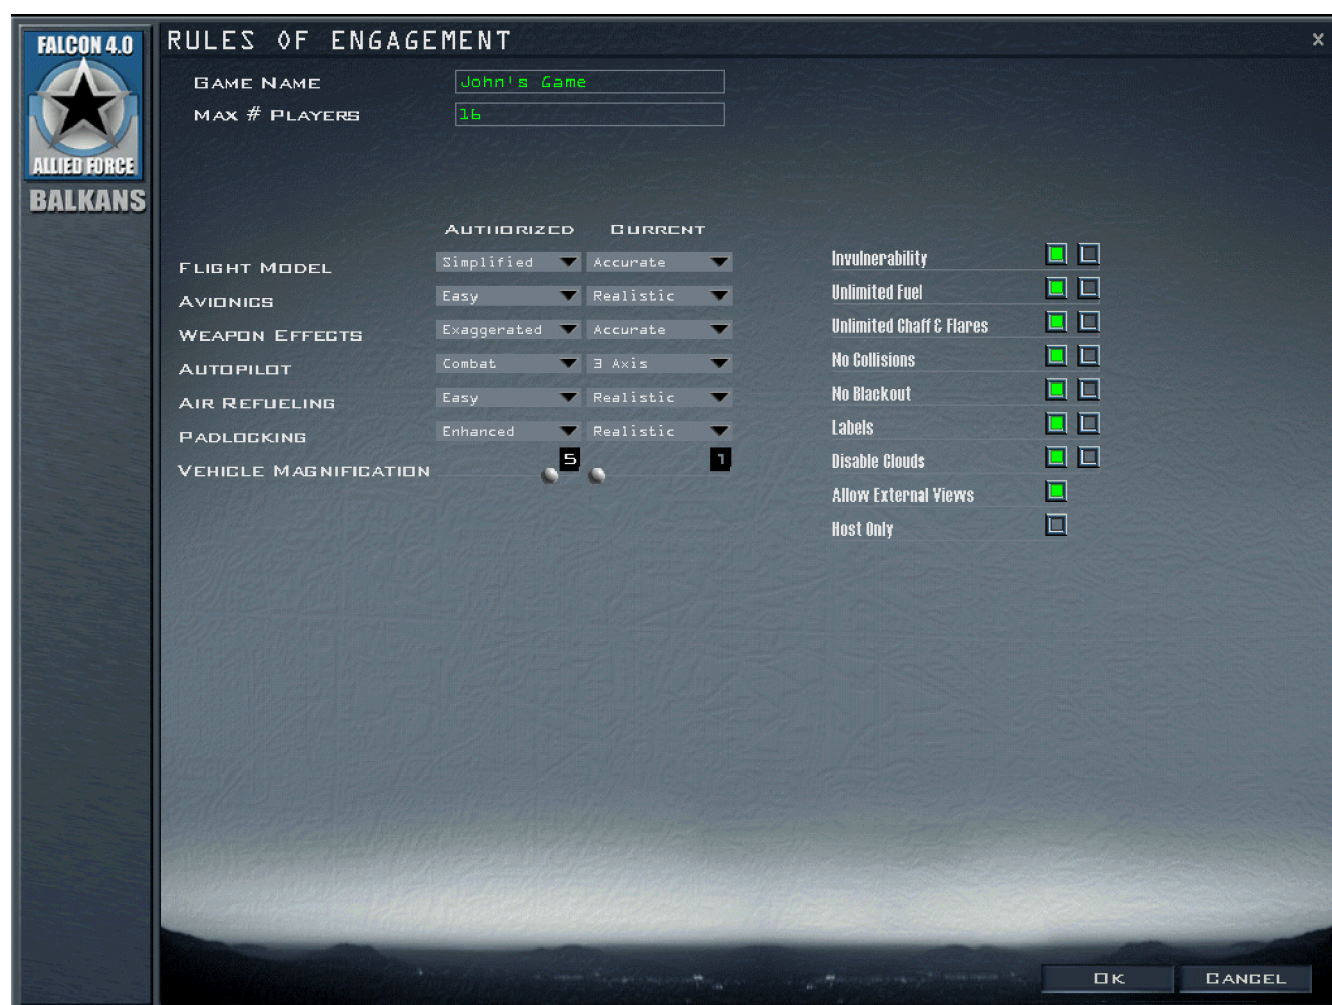 FALCON 4.0
ALLIED FORCE
BALKANS
RULES OF ENGAGEMENT
X
GAME NAME John's Game
MAX # PLAYERS 16
AUTHORIZED CURRENT
FLIGHT MODEL Simplified Accurate
AVIONICS Easy Realistic
WEAPON EFFECTS Exaggerated Accurate
AUTOPILOT Combat 3 Axis
AIR REFUELING Easy Realistic
PADLOCKING Enhanced Realistic
VEHICLE MAGNIFICATION 5 1
Invulnerability
Unlimited Fuel
Unlimited Chaff & Flares
No Collisions
No Blackout
Labels
Disable Clouds
Allow External Views
Host Only
OK CANCEL